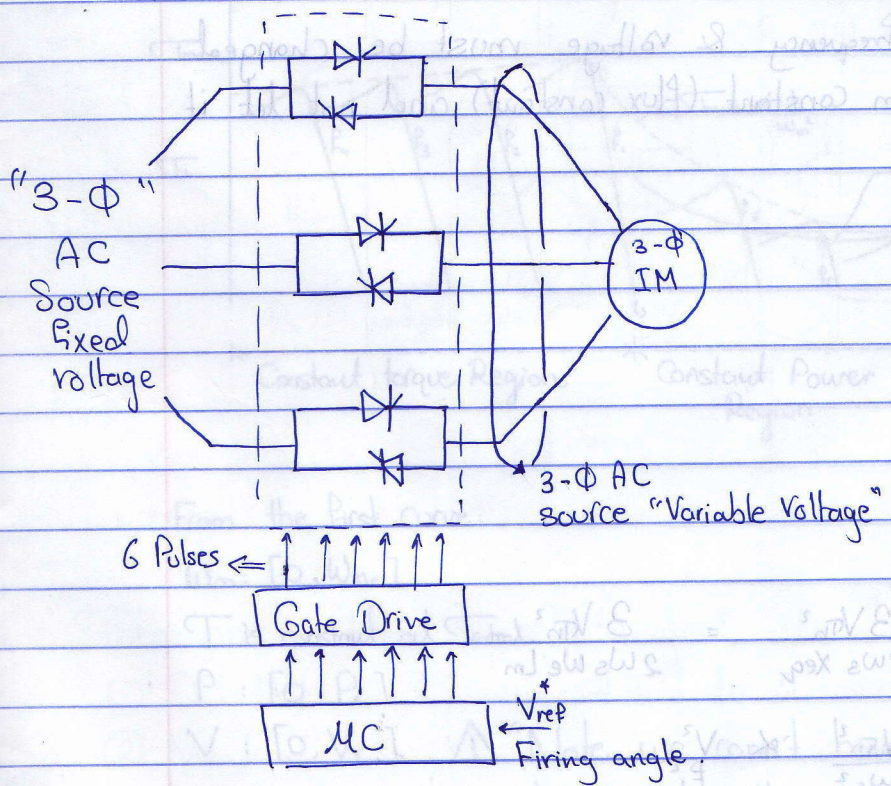 "3-Φ"
AC
Source
fixed
voltage
3-Φ
IM
3-Φ AC
source "Variable Voltage"
6 Pulses
Gate Drive
μC
V*ref
Firing angle.